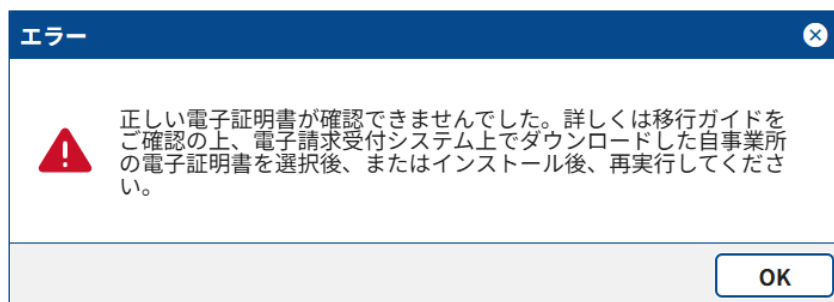 エラー
正しい電子証明書が確認できませんでした。詳しくは移行ガイドを
ご確認の上、電子請求受付システム上でダウンロードした自事業所
の電子証明書を選択後、またはインストール後、再実行してくださ
い。
OK